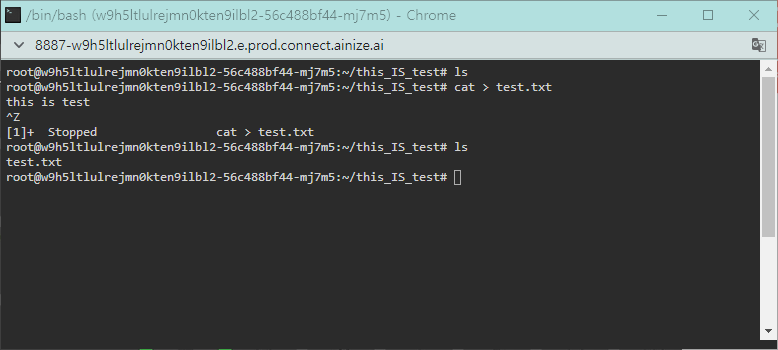 /bin/bash (w9h5ltlulrejmn0kten9ilbl2-56c488bf44-mj7m5) - Chrome
8887-w9h5ltlulrejmn0kten9ilbl2.e.prod.connect.ainize.ai
root@w9h5ltlulrejmn0kten9ilbl2-56c488bf44-mj7m5:~/this_IS_test# ls
root@w9h5ltlulrejmn0kten9ilbl2-56c488bf44-mj7m5:~/this_IS_test# cat > test.txt
this is test
^Z
[1]+  Stopped                 cat > test.txt
root@w9h5ltlulrejmn0kten9ilbl2-56c488bf44-mj7m5:~/this_IS_test# ls
test.txt
root@w9h5ltlulrejmn0kten9ilbl2-56c488bf44-mj7m5:~/this_IS_test#